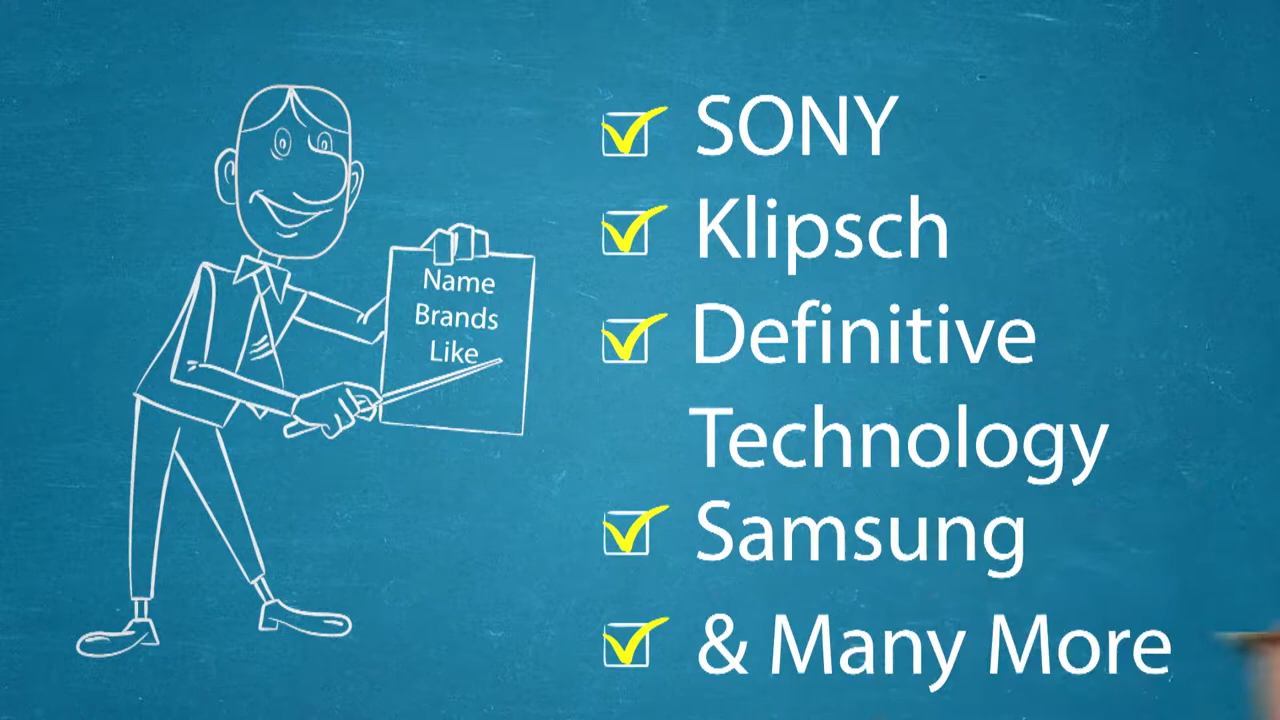 Name
Brands
Like
SONY
Klipsch
Definitive
Technology
Samsung
& Many More